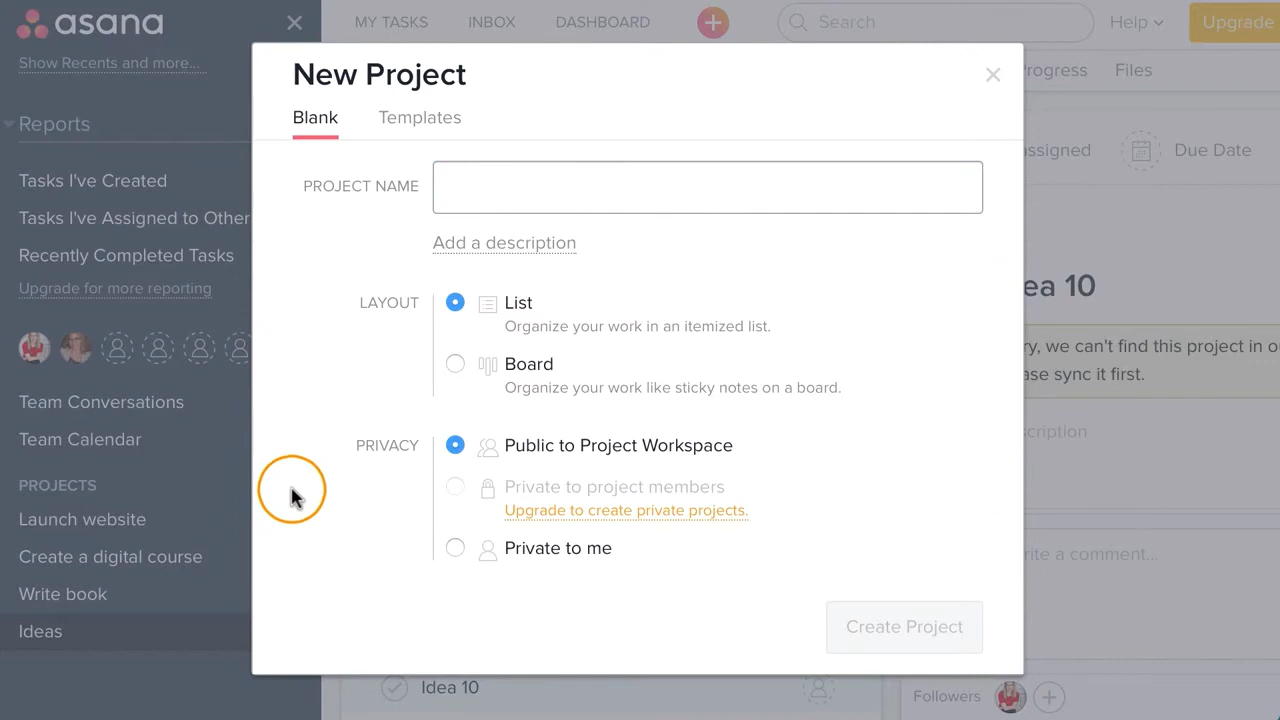 asana
MY TASKS
INBOX
DASHBOARD
Search
Help
Upgrade
Show Recents and more...
Progress
Files
Reports
Tasks I've Created
Tasks I've Assigned to Other
Recently Completed Tasks
Upgrade for more reporting
Team Conversations
Team Calendar
PROJECTS
Launch website
Create a digital course
Write book
Ideas
New Project
Blank
Templates
PROJECT NAME
Add a description
LAYOUT
List
Organize your work in an itemized list.
Board
Organize your work like sticky notes on a board.
PRIVACY
Public to Project Workspace
Private to project members
Upgrade to create private projects.
Private to me
Create Project
ssigned
Due Date
ea 10
ry, we can't find this project in o
ase sync it first.
cription
rite a comment...
Idea 10
Followers